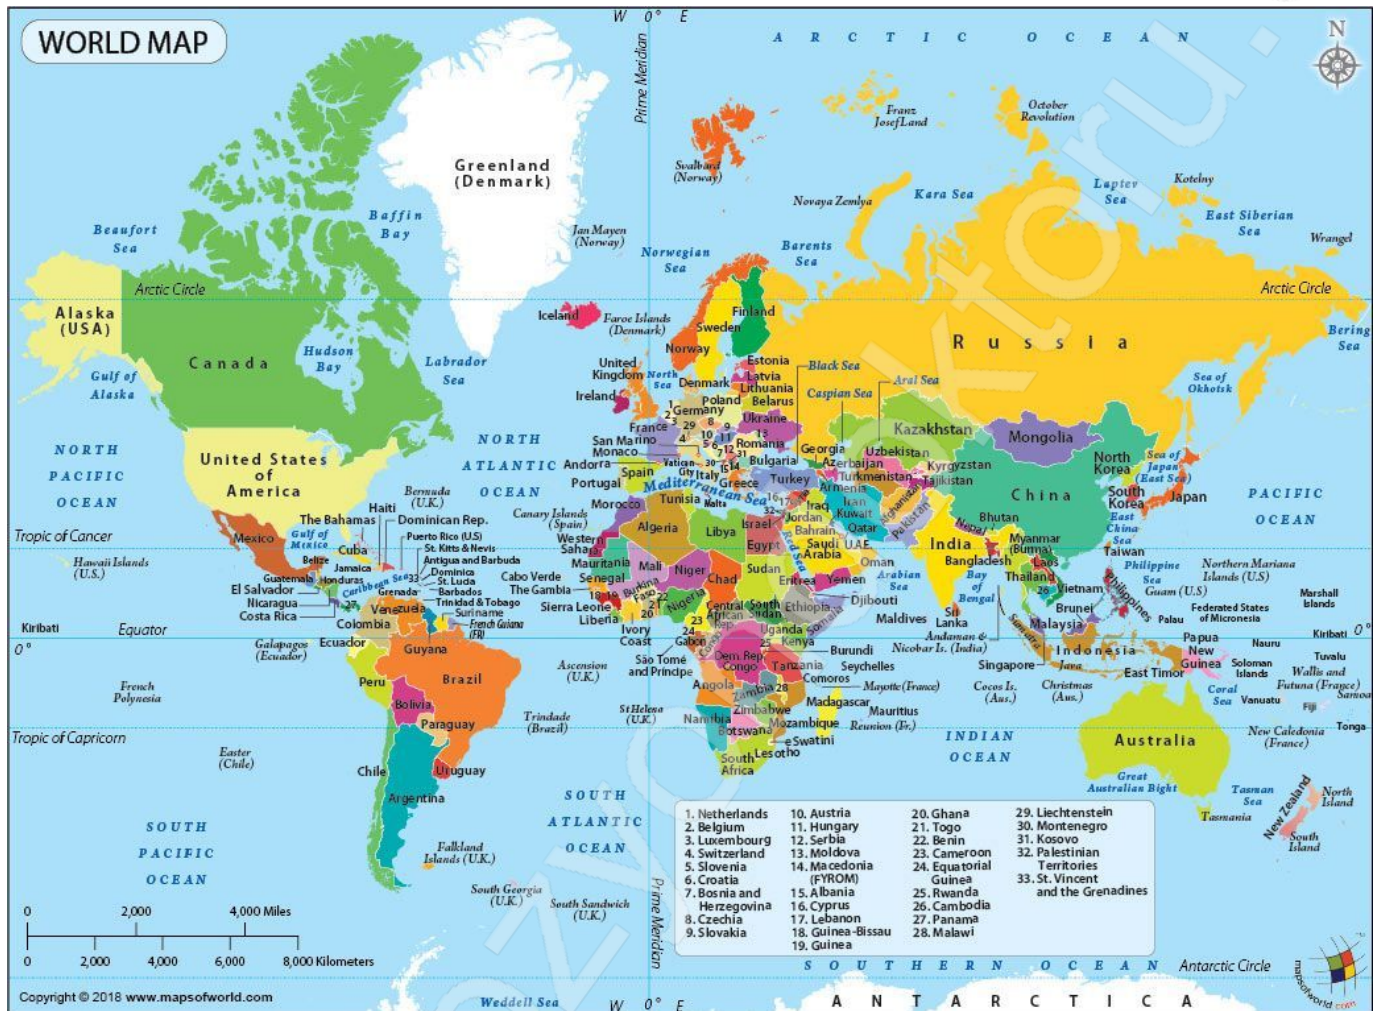 WORLD MAP
W 0° E
Prime Meridian
N
ARCTIC OCEAN
Greenland
(Denmark)
Svalbard
(Norway)
Franz
Josef Land
October
Revolution
Novaya Zemlya
Kara Sea
Laptev
Sea
Kotelny
East Siberian
Sea
Wrangel
Beaufort
Sea
Baffin
Bay
Jan Mayen
(Norway)
Norwegian
Sea
Barents
Sea
Arctic Circle
Arctic Circle
Alaska
(USA)
Canada
Hudson
Bay
Labrador
Sea
Gulf of
Alaska
Iceland
Faroe Islands
(Denmark)
Finland
Sweden
Norway
Russia
Bering
Sea
Sea of
Okhotsk
United
Kingdom
North
Sea
Ireland
Denmark
Estonia
Latvia
Lithuania
Belarus
Poland
Germany
Ukraine
Black Sea
Caspian Sea
Aral Sea
Kazakhstan
Mongolia
NORTH
PACIFIC
OCEAN
United States
of
America
NORTH
ATLANTIC
OCEAN
France
San Marino
Monaco
Andorra
Spain
Portugal
Vatican
City
Italy
Romania
Bulgaria
Greece
Turkey
Georgia
Azerbaijan
Armenia
Uzbekistan
Turkmenistan
Kyrgyzstan
Tajikistan
North
Korea
South
Korea
Sea of
Japan
(East Sea)
Japan
China
PACIFIC
OCEAN
Bermuda
(U.K.)
Canary Islands
(Spain)
Mediterranean Sea
Malta
Morocco
Tunisia
Algeria
Libya
Egypt
Israel
Jordan
Iraq
Iran
Kuwait
Bahrain
Qatar
Saudi
Arabia
UAE
Oman
Yemen
Red Sea
Afghanistan
Pakistan
India
Nepal
Bhutan
Bangladesh
Myanmar
(Burma)
Laos
Thailand
Vietnam
East
China
Sea
Taiwan
Philippine
Sea
Philippines
Northern Mariana
Islands (U.S)
Guam (U.S)
Marshall
Islands
Federated States
of Micronesia
Palau
Tropic of Cancer
Tropic of Cancer
Hawaii Islands
(U.S.)
Mexico
Gulf of
Mexico
The Bahamas
Haiti
Dominican Rep.
Puerto Rico (U.S)
St. Kitts & Nevis
Antigua and Barbuda
Dominica
St. Lucia
Barbados
Grenada
Trinidad & Tobago
Cuba
Jamaica
Belize
Honduras
Guatemala
El Salvador
Nicaragua
Costa Rica
Caribbean Sea
Venezuela
Colombia
Suriname
French Guiana
(FR)
Guyana
Western
Sahara
Mauritania
Senegal
Cabo Verde
The Gambia
Sierra Leone
Liberia
Ivory
Coast
Mali
Burkina
Faso
Niger
Nigeria
Chad
Sudan
South
Sudan
Central
African
Rep.
Eritrea
Ethiopia
Djibouti
Somalia
Uganda
Kenya
Congo
Gabon
São Tomé
and Príncipe
Dem. Rep.
Congo
Burundi
Tanzania
Seychelles
Comoros
Mayotte (France)
Arabian
Sea
Bay
of
Bengal
Maldives
Sri
Lanka
Andaman &
Nicobar Is. (India)
Brunei
Malaysia
Singapore
Sumatra
Indonesia
Java
East Timor
Papua
New
Guinea
Nauru
Kiribati
Tuvalu
Soloman
Islands
Wallis and
Futuna (France)
Samoa
Kiribati
Equator
0°
0°
Galapagos
(Ecuador)
Ecuador
Peru
Brazil
Bolivia
Paraguay
Chile
Argentina
Uruguay
French
Polynesia
Ascension
(U.K.)
St Helena
(U.K.)
Trindade
(Brazil)
Angola
Zambia
Namibia
Zimbabwe
Botswana
Mozambique
Madagascar
Mauritius
Reunion (Fr.)
eSwatini
Lesotho
South
Africa
Cocos Is.
(Aus.)
Christmas
(Aus.)
Coral
Sea
Vanuatu
Fiji
Tonga
New Caledonia
(France)
INDIAN
OCEAN
Australia
Great
Australian Bight
Tasman
Sea
Tasmania
New Zealand
North
Island
South
Island
Tropic of Capricorn
Easter
(Chile)
SOUTH
PACIFIC
OCEAN
SOUTH
ATLANTIC
OCEAN
Falkland
Islands (U.K.)
South Georgia
(U.K.)
South Sandwich
(U.K.)
1. Netherlands
2. Belgium
3. Luxembourg
4. Switzerland
5. Slovenia
6. Croatia
7. Bosnia and
Herzegovina
8. Czechia
9. Slovakia
10. Austria
11. Hungary
12. Serbia
13. Moldova
14. Macedonia
(FYROM)
15. Albania
16. Cyprus
17. Lebanon
18. Guinea-Bissau
19. Guinea
20. Ghana
21. Togo
22. Benin
23. Cameroon
24. Equatorial
Guinea
25. Rwanda
26. Cambodia
27. Panama
28. Malawi
29. Liechtenstein
30. Montenegro
31. Kosovo
32. Palestinian
Territories
33. St. Vincent
and the Grenadines
0 2,000 4,000 Miles
0 2,000 4,000 6,000 8,000 Kilometers
Prime Meridian
SOUTHERN OCEAN
Antarctic Circle
Copyright © 2018 www.mapsofworld.com
Weddell Sea
W 0° E
ANTARCTICA
mapsofworld.com